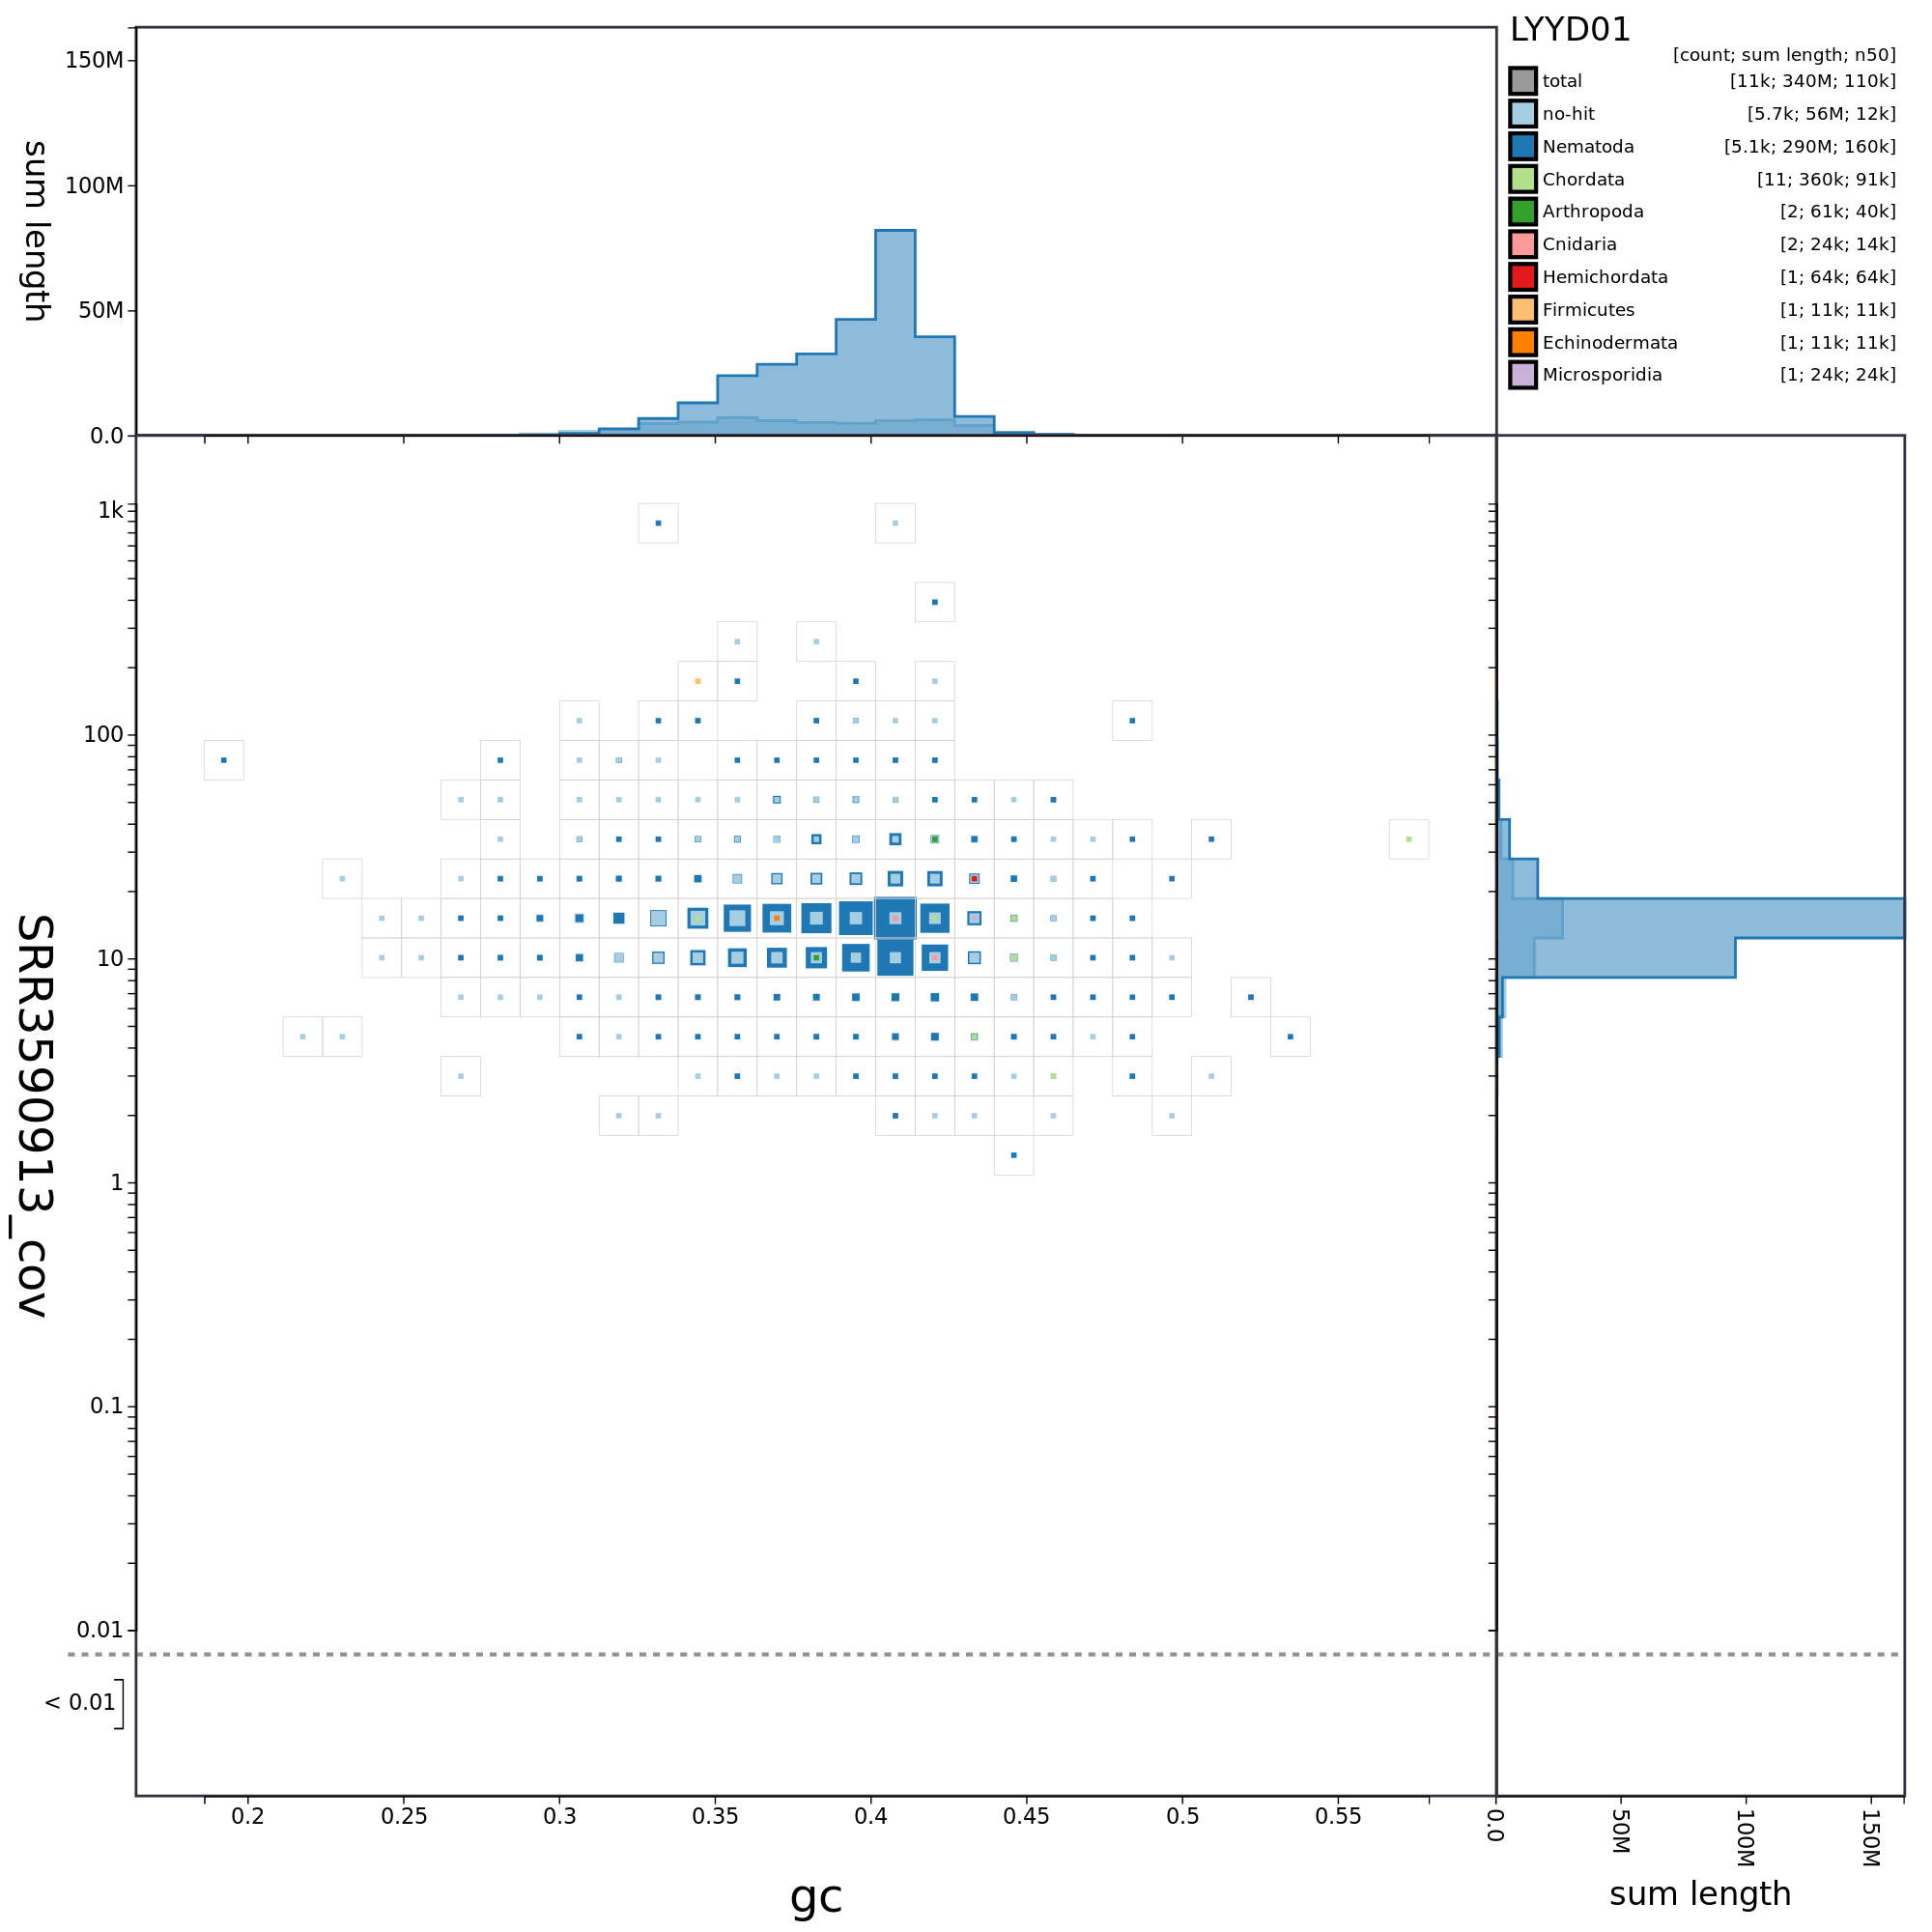 LYYD01
[count; sum length; n50]
total [11k; 340M; 110k]
no-hit [5.7k; 56M; 12k]
Nematoda [5.1k; 290M; 160k]
Chordata [11; 360k; 91k]
Arthropoda [2; 61k; 40k]
Cnidaria [2; 24k; 14k]
Hemichordata [1; 64k; 64k]
Firmicutes [1; 11k; 11k]
Echinodermata [1; 11k; 11k]
Microsporidia [1; 24k; 24k]
150M
100M
50M
0.0
sum length
1k
100
10
1
0.1
0.01
< 0.01
SRR3590913_cov
0.2 0.25 0.3 0.35 0.4 0.45 0.5 0.55
gc
0.0 50M 100M 150M
sum length